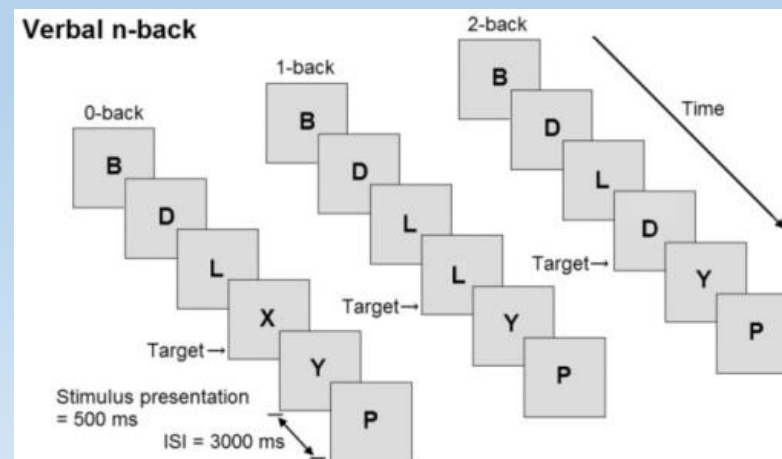 Verbal n-back
0-back
B
D
L
X
Target→
Y
P
Stimulus presentation
= 500 ms
ISI = 3000 ms
1-back
B
D
L
L
Target→
Y
P
2-back
B
D
L
D
Target→
Y
P
Time